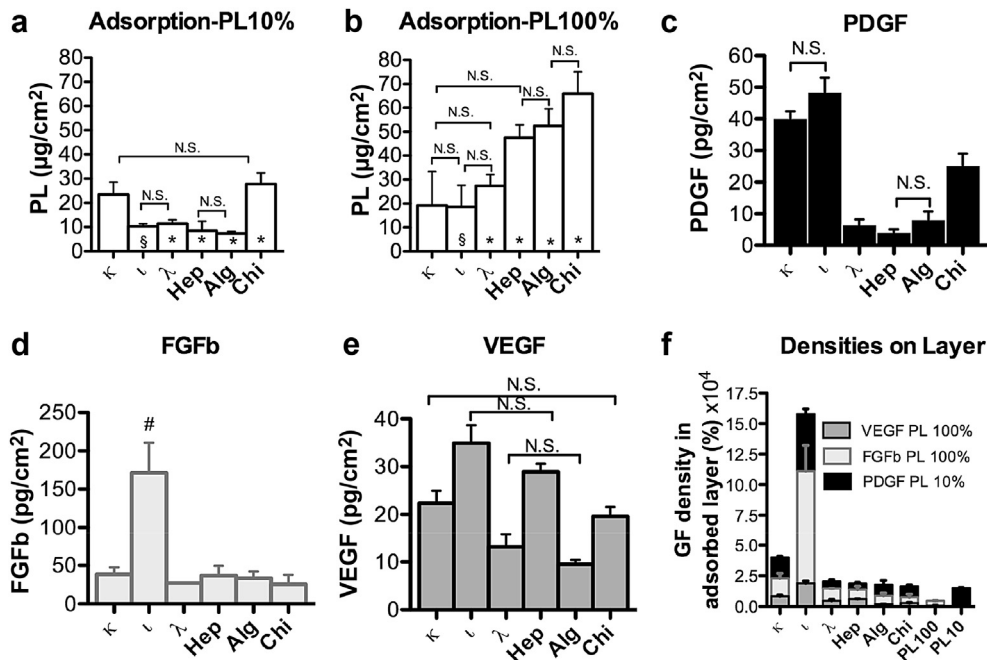 a
Adsorption-PL10%
PL (µg/cm2)
80
70
60
50
40
30
20
10
0
N.S.
N.S.
N.S.
§
*
*
*
*
κ
ι
λ
Hep
Alg
Chi
b
Adsorption-PL100%
PL (µg/cm2)
80
70
60
50
40
30
20
10
0
N.S.
N.S.
N.S.
N.S.
N.S.
N.S.
§
*
*
*
*
κ
ι
λ
Hep
Alg
Chi
c
PDGF
PDGF (pg/cm2)
60
50
40
30
20
10
0
N.S.
N.S.
κ
ι
λ
Hep
Alg
Chi
d
FGFb
FGFb (pg/cm2)
250
200
150
100
50
0
#
κ
ι
λ
Hep
Alg
Chi
e
VEGF
VEGF (pg/cm2)
40
30
20
10
0
N.S.
N.S.
N.S.
κ
ι
λ
Hep
Alg
Chi
f
Densities on Layer
GF density in
adsorbed layer (%) x10⁴
17.5
15.0
12.5
10.0
7.5
5.0
2.5
0.0
VEGF PL 100%
FGFb PL 100%
PDGF PL 10%
κ
ι
λ
Hep
Alg
Chi
PL100
PL10